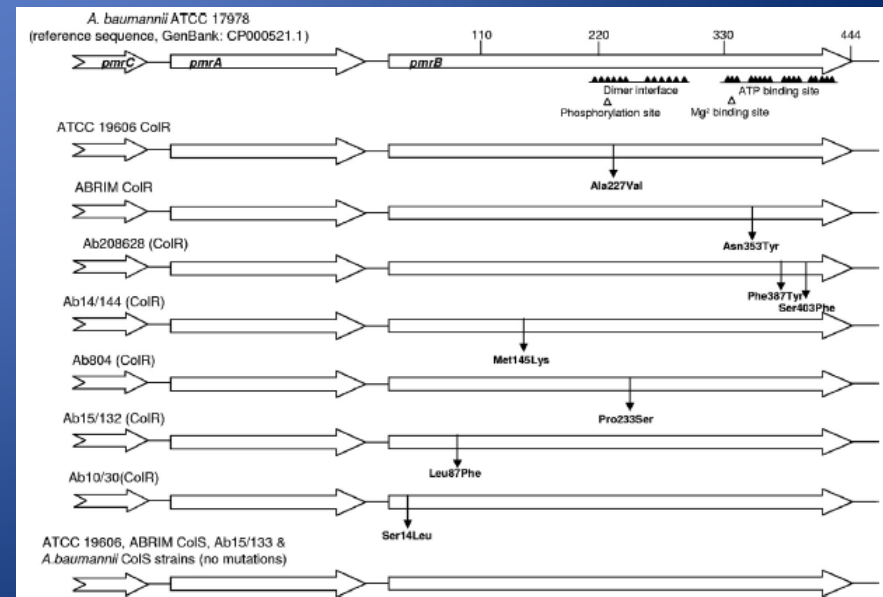 A. baumannii ATCC 17978
(reference sequence, GenBank: CP000521.1)
110 220 330 444
pmrC pmrA pmrB
Dimer interface ATP binding site
Phosphorylation site Mg² binding site
ATCC 19606 ColR
Ala227Val
ABRIM ColR
Asn353Tyr
Ab208628 (ColR)
Phe387Tyr
Ser403Phe
Ab14/144 (ColR)
Met145Lys
Ab804 (ColR)
Pro233Ser
Ab15/132 (ColR)
Leu87Phe
Ab10/30(ColR)
Ser14Leu
ATCC 19606, ABRIM ColS, Ab15/133 &
A.baumannii ColS strains (no mutations)